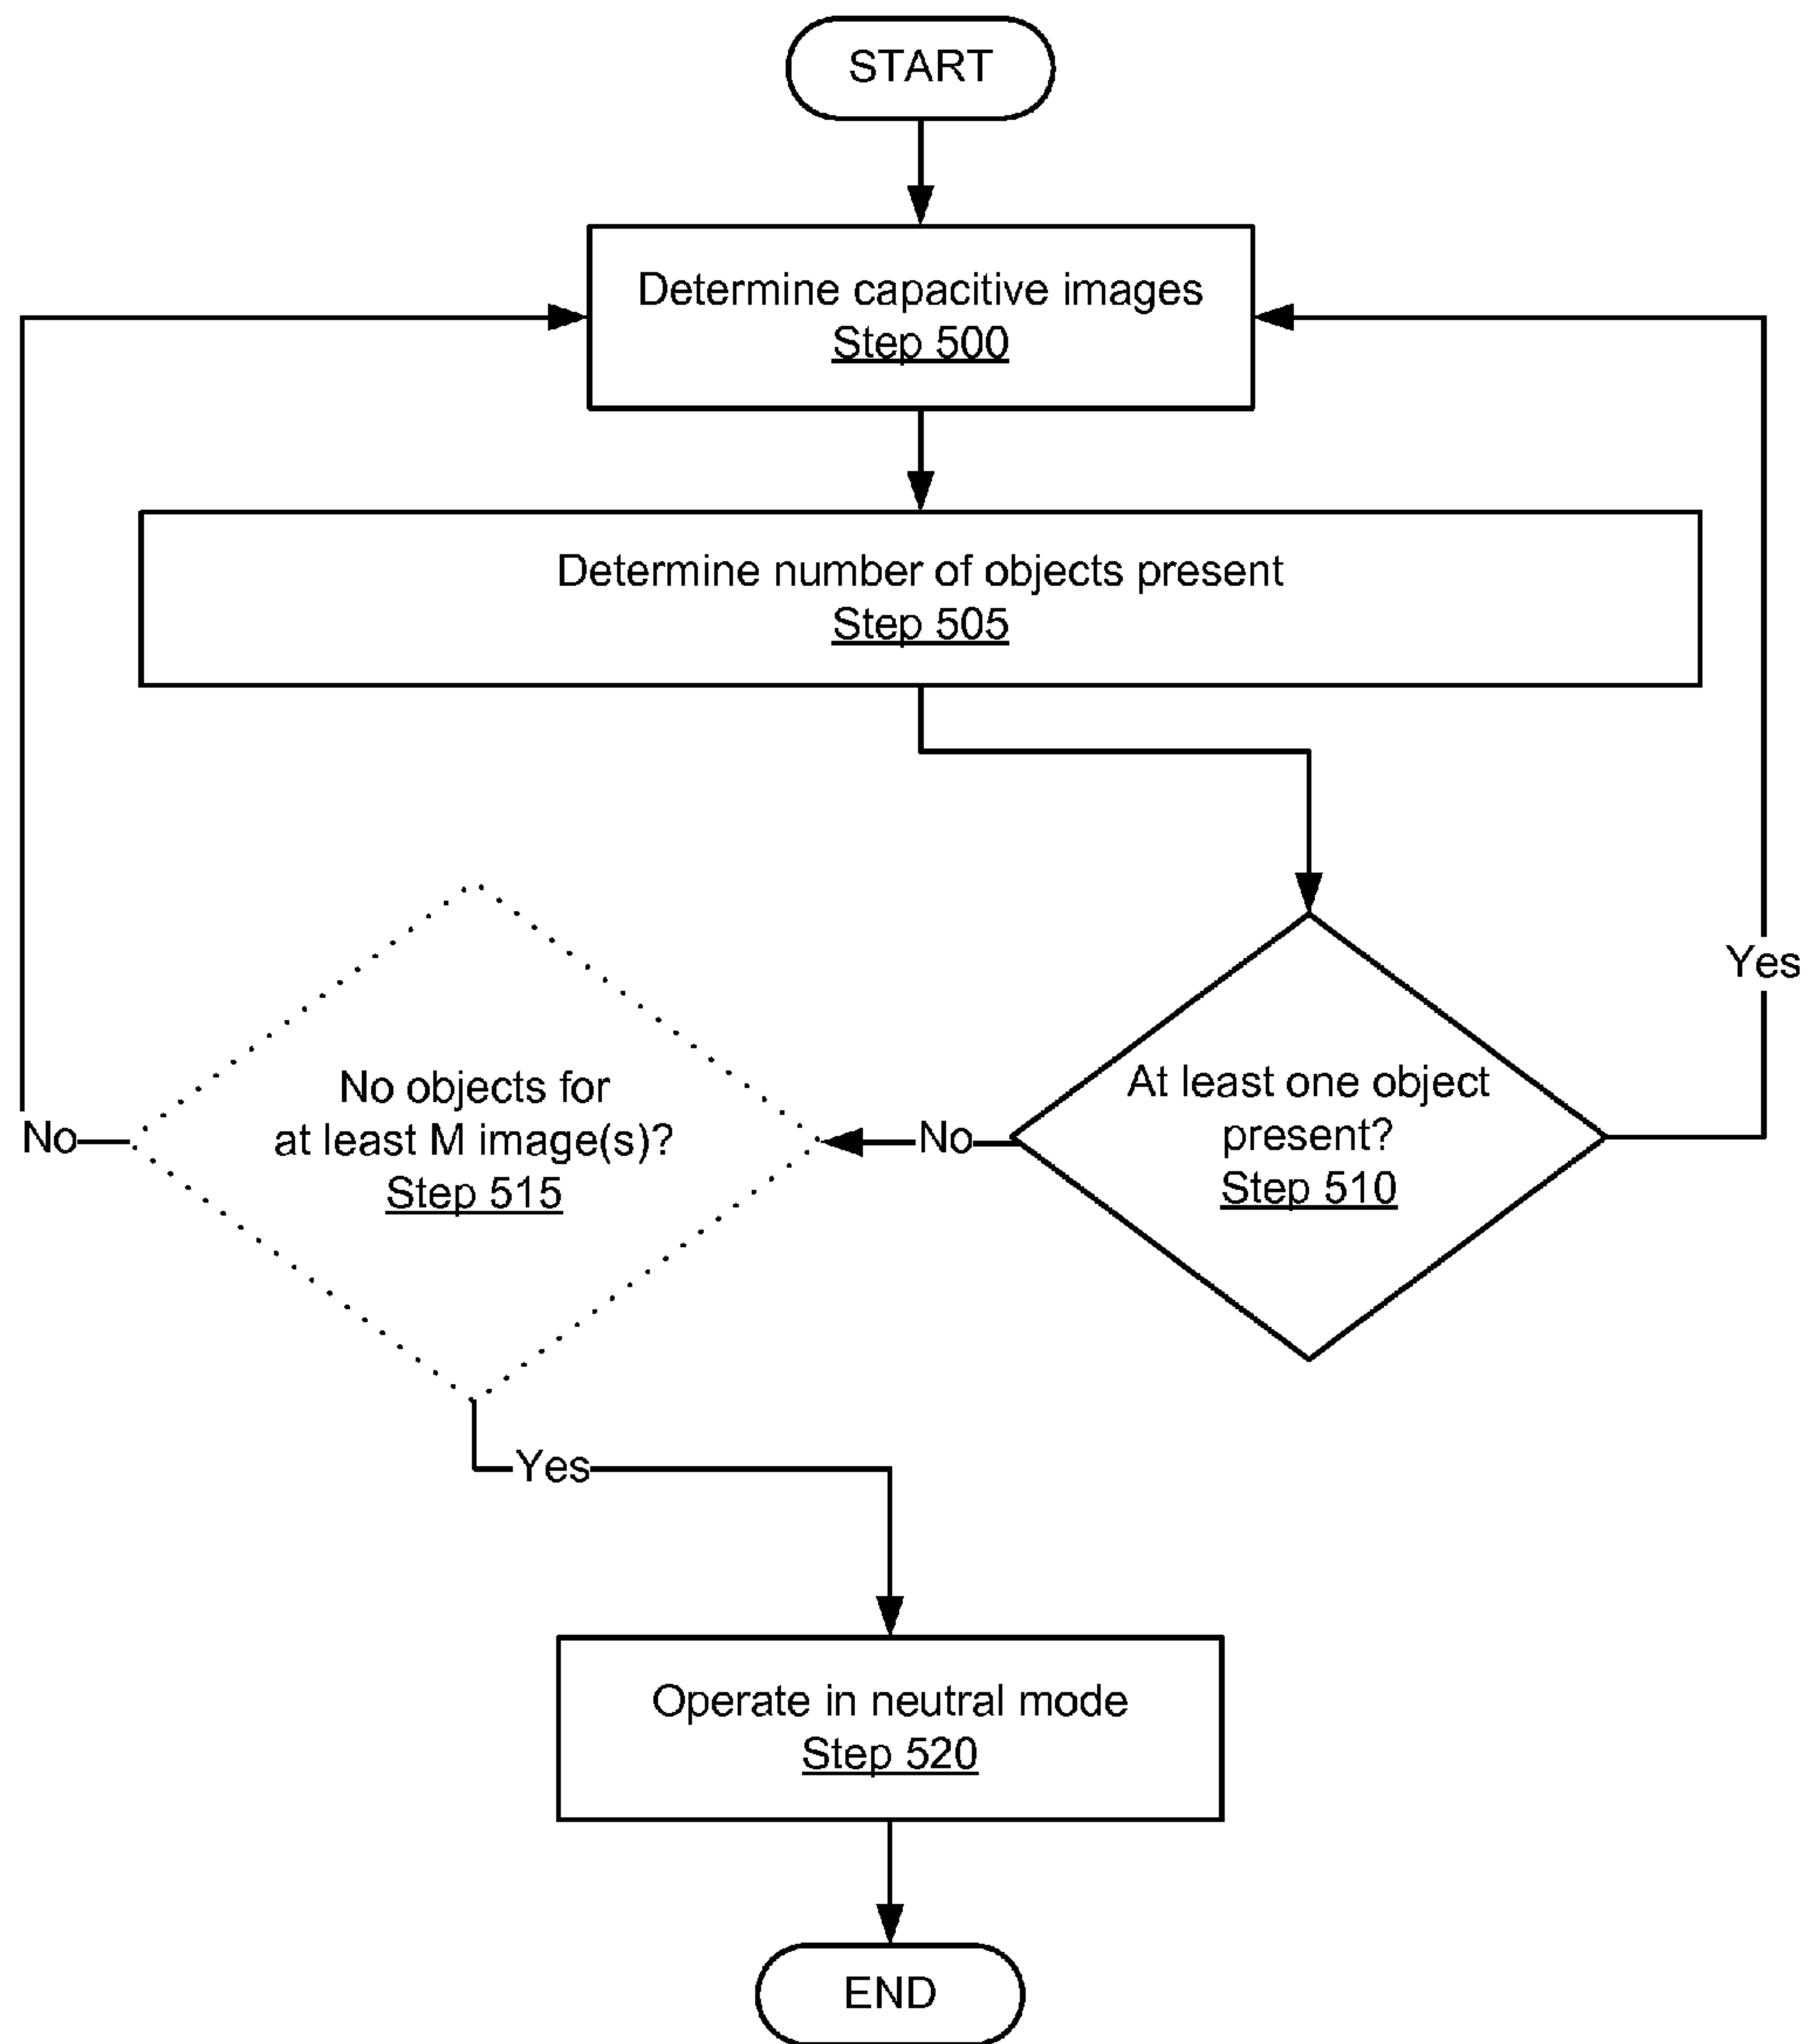 START
Determine capacitive images
Step 500
Determine number of objects present
Step 505
Yes
At least one object
present?
Step 510
No
No objects for
at least M image(s)?
Step 515
No
Yes
Operate in neutral mode
Step 520
END